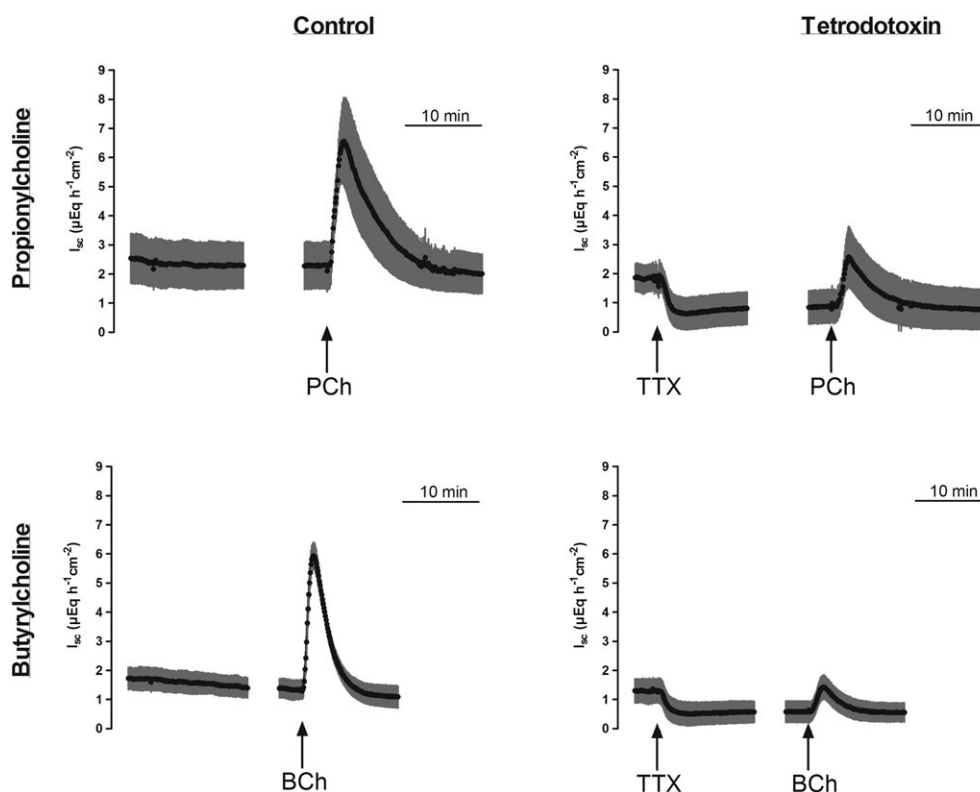 Control
Tetrodotoxin
Propionylcholine
9
8
7
6
5
4
3
2
1
0
Isc (µEq h⁻¹cm⁻²)
10 min
PCh
9
8
7
6
5
4
3
2
1
0
Isc (µEq h⁻¹cm⁻²)
10 min
TTX
PCh
Butyrylcholine
9
8
7
6
5
4
3
2
1
0
Isc (µEq h⁻¹cm⁻²)
10 min
BCh
9
8
7
6
5
4
3
2
1
0
Isc (µEq h⁻¹cm⁻²)
10 min
TTX
BCh